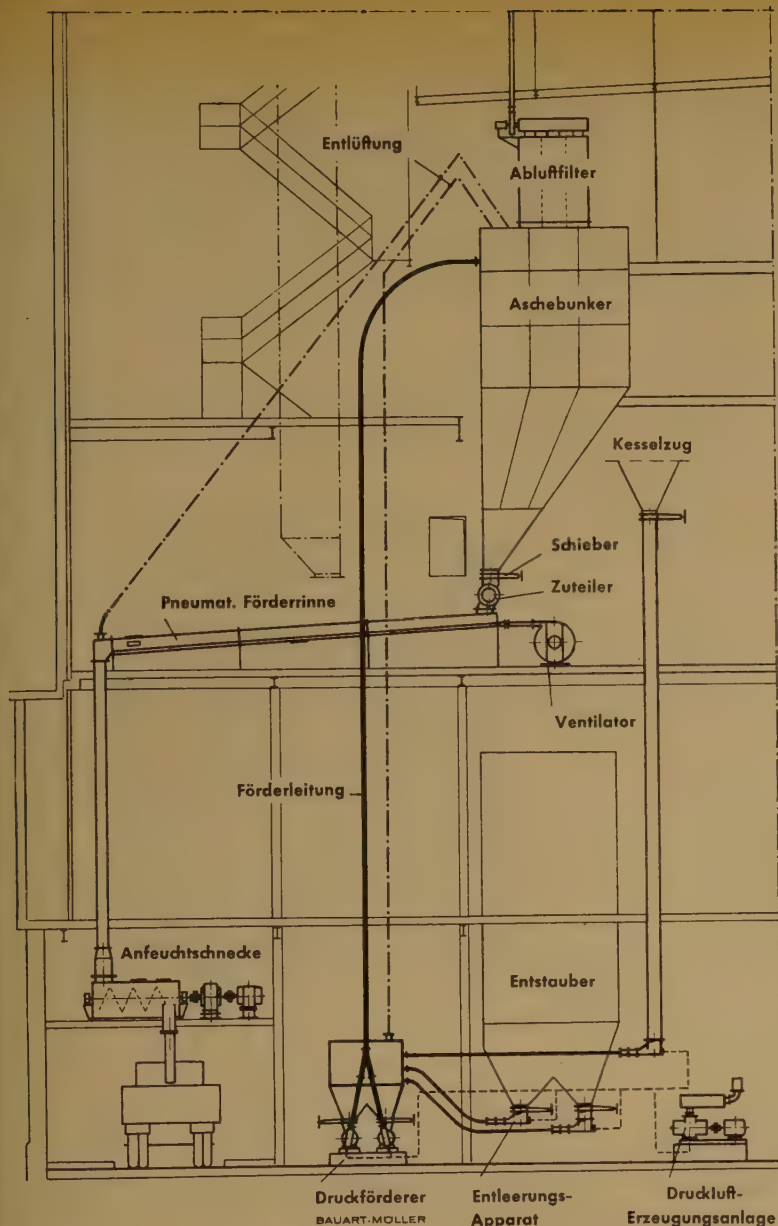 Entlüftung
Abluftfilter
Aschebunker
Kesselzug
Schieber
Zuteiler
Pneumat. Förderrinne
Ventilator
Förderleitung
Anfeuchtschnecke
Entstauber
Druckförderer
BAUART-MÖLLER
Entleerungs-
Apparat
Druckluft-
Erzeugungsanlage